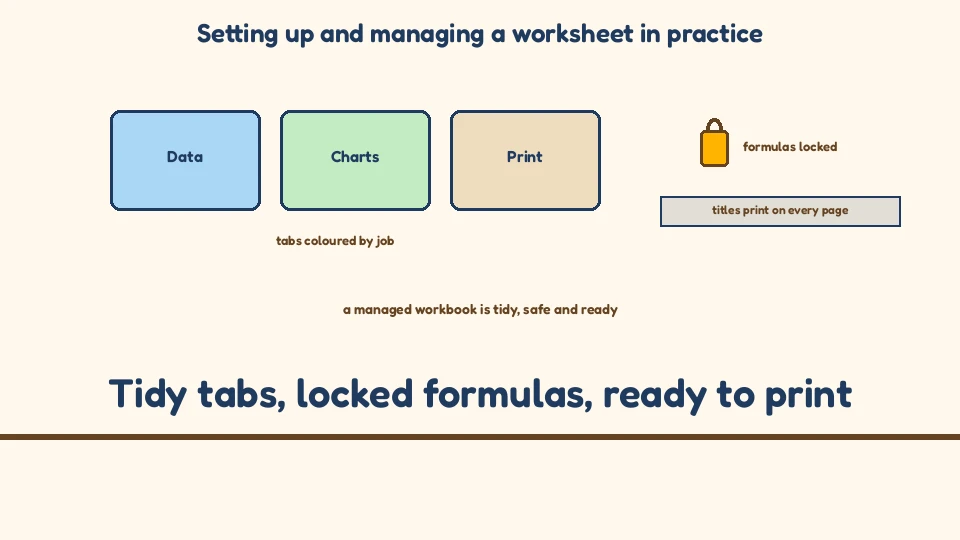 Setting up and managing a worksheet in practice
Data
Charts
Print
formulas locked
titles print on every page
tabs coloured by job
a managed workbook is tidy, safe and ready
Tidy tabs, locked formulas, ready to print